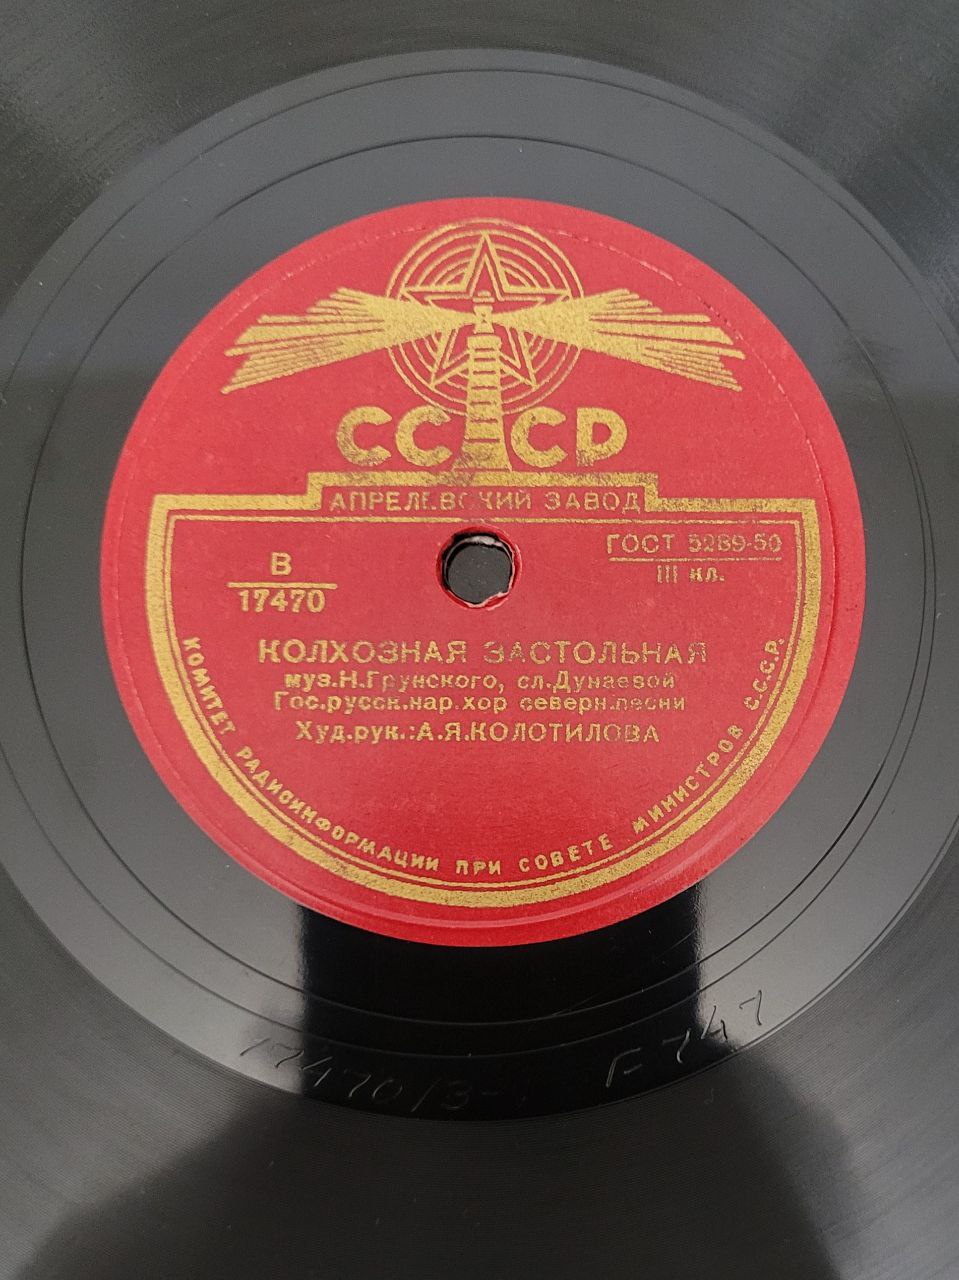 СССР
АПРЕЛЕВСКИЙ ЗАВОД
ГОСТ 5289-50
III кл.
В
17470
КОЛХОЗНАЯ ЗАСТОЛЬНАЯ
муз.Н.Грунского, сл.Дунаевой
Гос.русск.нар.хор северн.песни
Худ.рук.:А.Я.КОЛОТИЛОВА
КОМИТЕТ РАДИОИНФОРМАЦИИ ПРИ СОВЕТЕ МИНИСТРОВ С.С.С.Р.
17470/3-1 F747